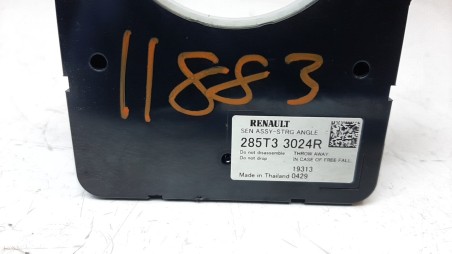 11883
RENAULT
SEN ASSY-STRG ANGLE
285T3 3024R
Do not disassemble THROW AWAY
Do not drop IN CASE OF FREE-FALL.
19313
Made in Thailand 0429